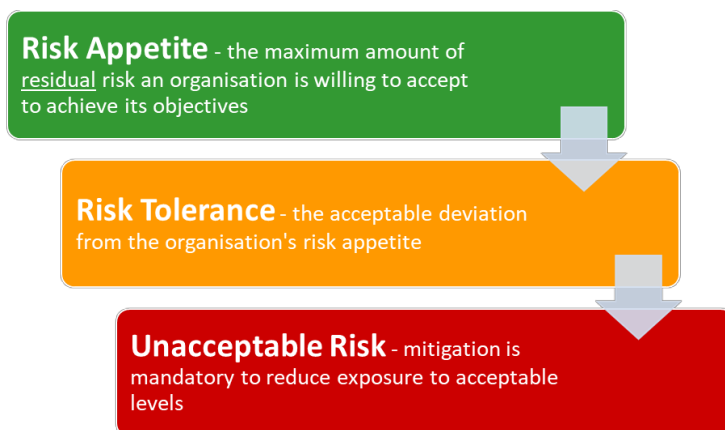 Risk Appetite - the maximum amount of
residual risk an organisation is willing to accept
to achieve its objectives
Risk Tolerance - the acceptable deviation
from the organisation's risk appetite
Unacceptable Risk - mitigation is
mandatory to reduce exposure to acceptable
levels